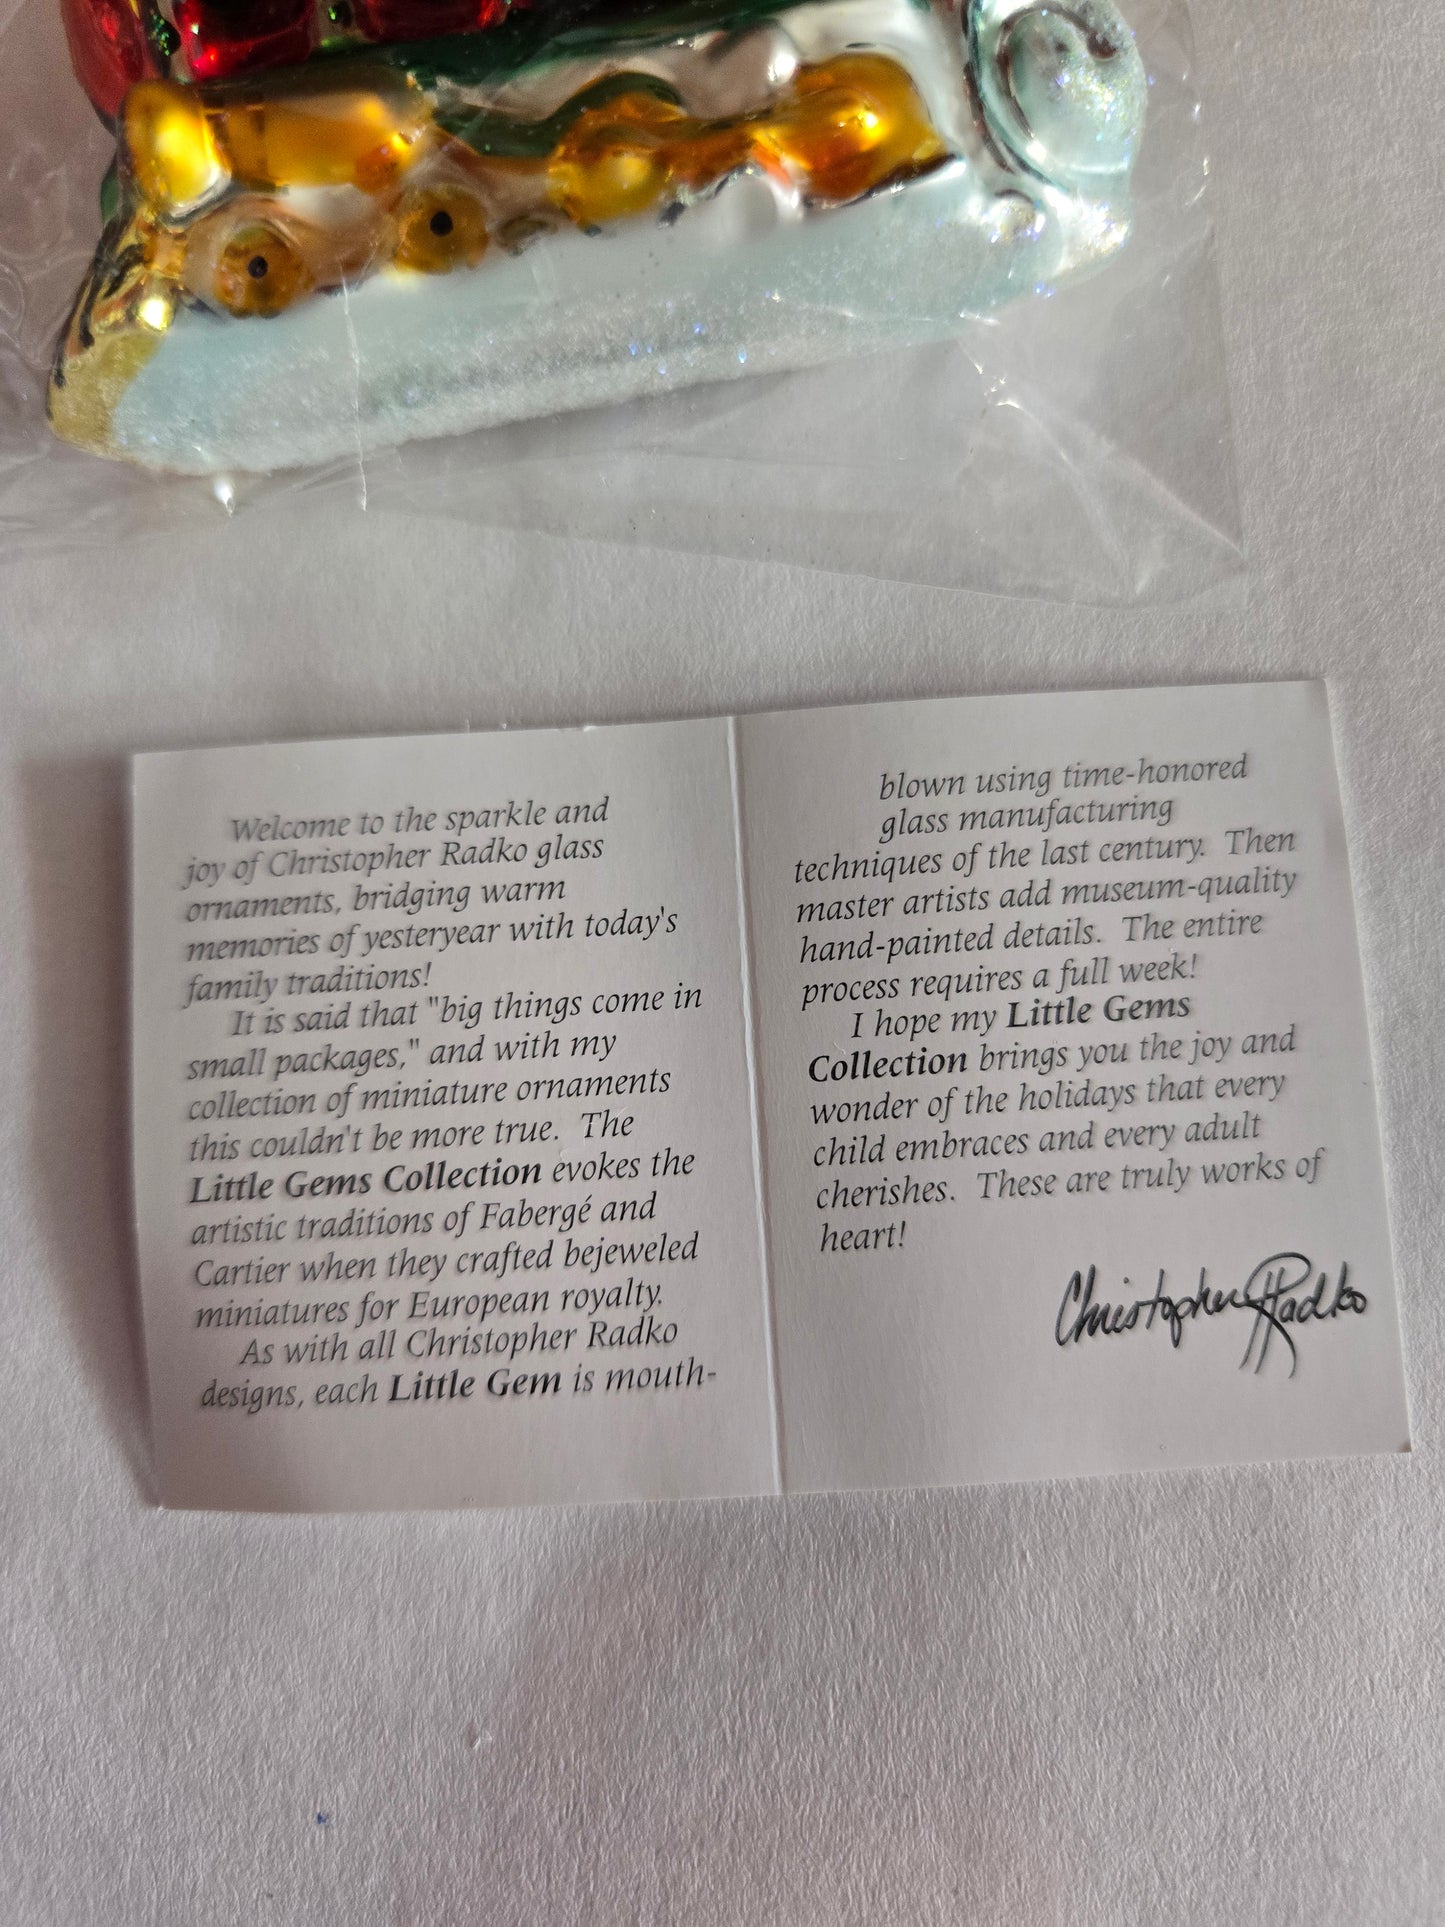 Welcome to the sparkle and
joy of Christopher Radko glass
ornaments, bridging warm
memories of yesteryear with today's
family traditions!
It is said that "big things come in
small packages," and with my
collection of miniature ornaments
this couldn't be more true. The
Little Gems Collection evokes the
artistic traditions of Fabergé and
Cartier when they crafted bejeweled
miniatures for European royalty.
As with all Christopher Radko
designs, each Little Gem is mouth-
blown using time-honored
glass manufacturing
techniques of the last century. Then
master artists add museum-quality
hand-painted details. The entire
process requires a full week!
I hope my Little Gems
Collection brings you the joy and
wonder of the holidays that every
child embraces and every adult
cherishes. These are truly works of
heart!
Christopher Radko